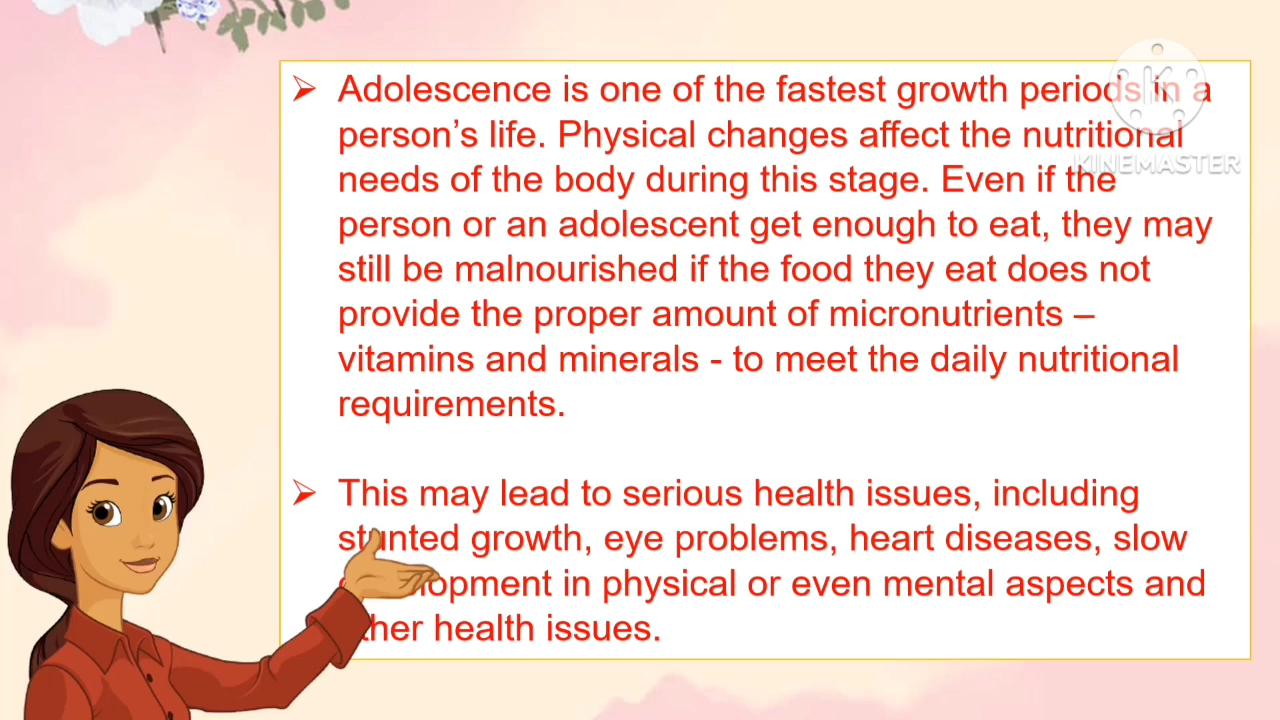 ➢ Adolescence is one of the fastest growth periods in a
person's life. Physical changes affect the nutritional
needs of the body during this stage. Even if the
person or an adolescent get enough to eat, they may
still be malnourished if the food they eat does not
provide the proper amount of micronutrients –
vitamins and minerals - to meet the daily nutritional
requirements.
➢ This may lead to serious health issues, including
stunted growth, eye problems, heart diseases, slow
development in physical or even mental aspects and
other health issues.
KINEMASTER